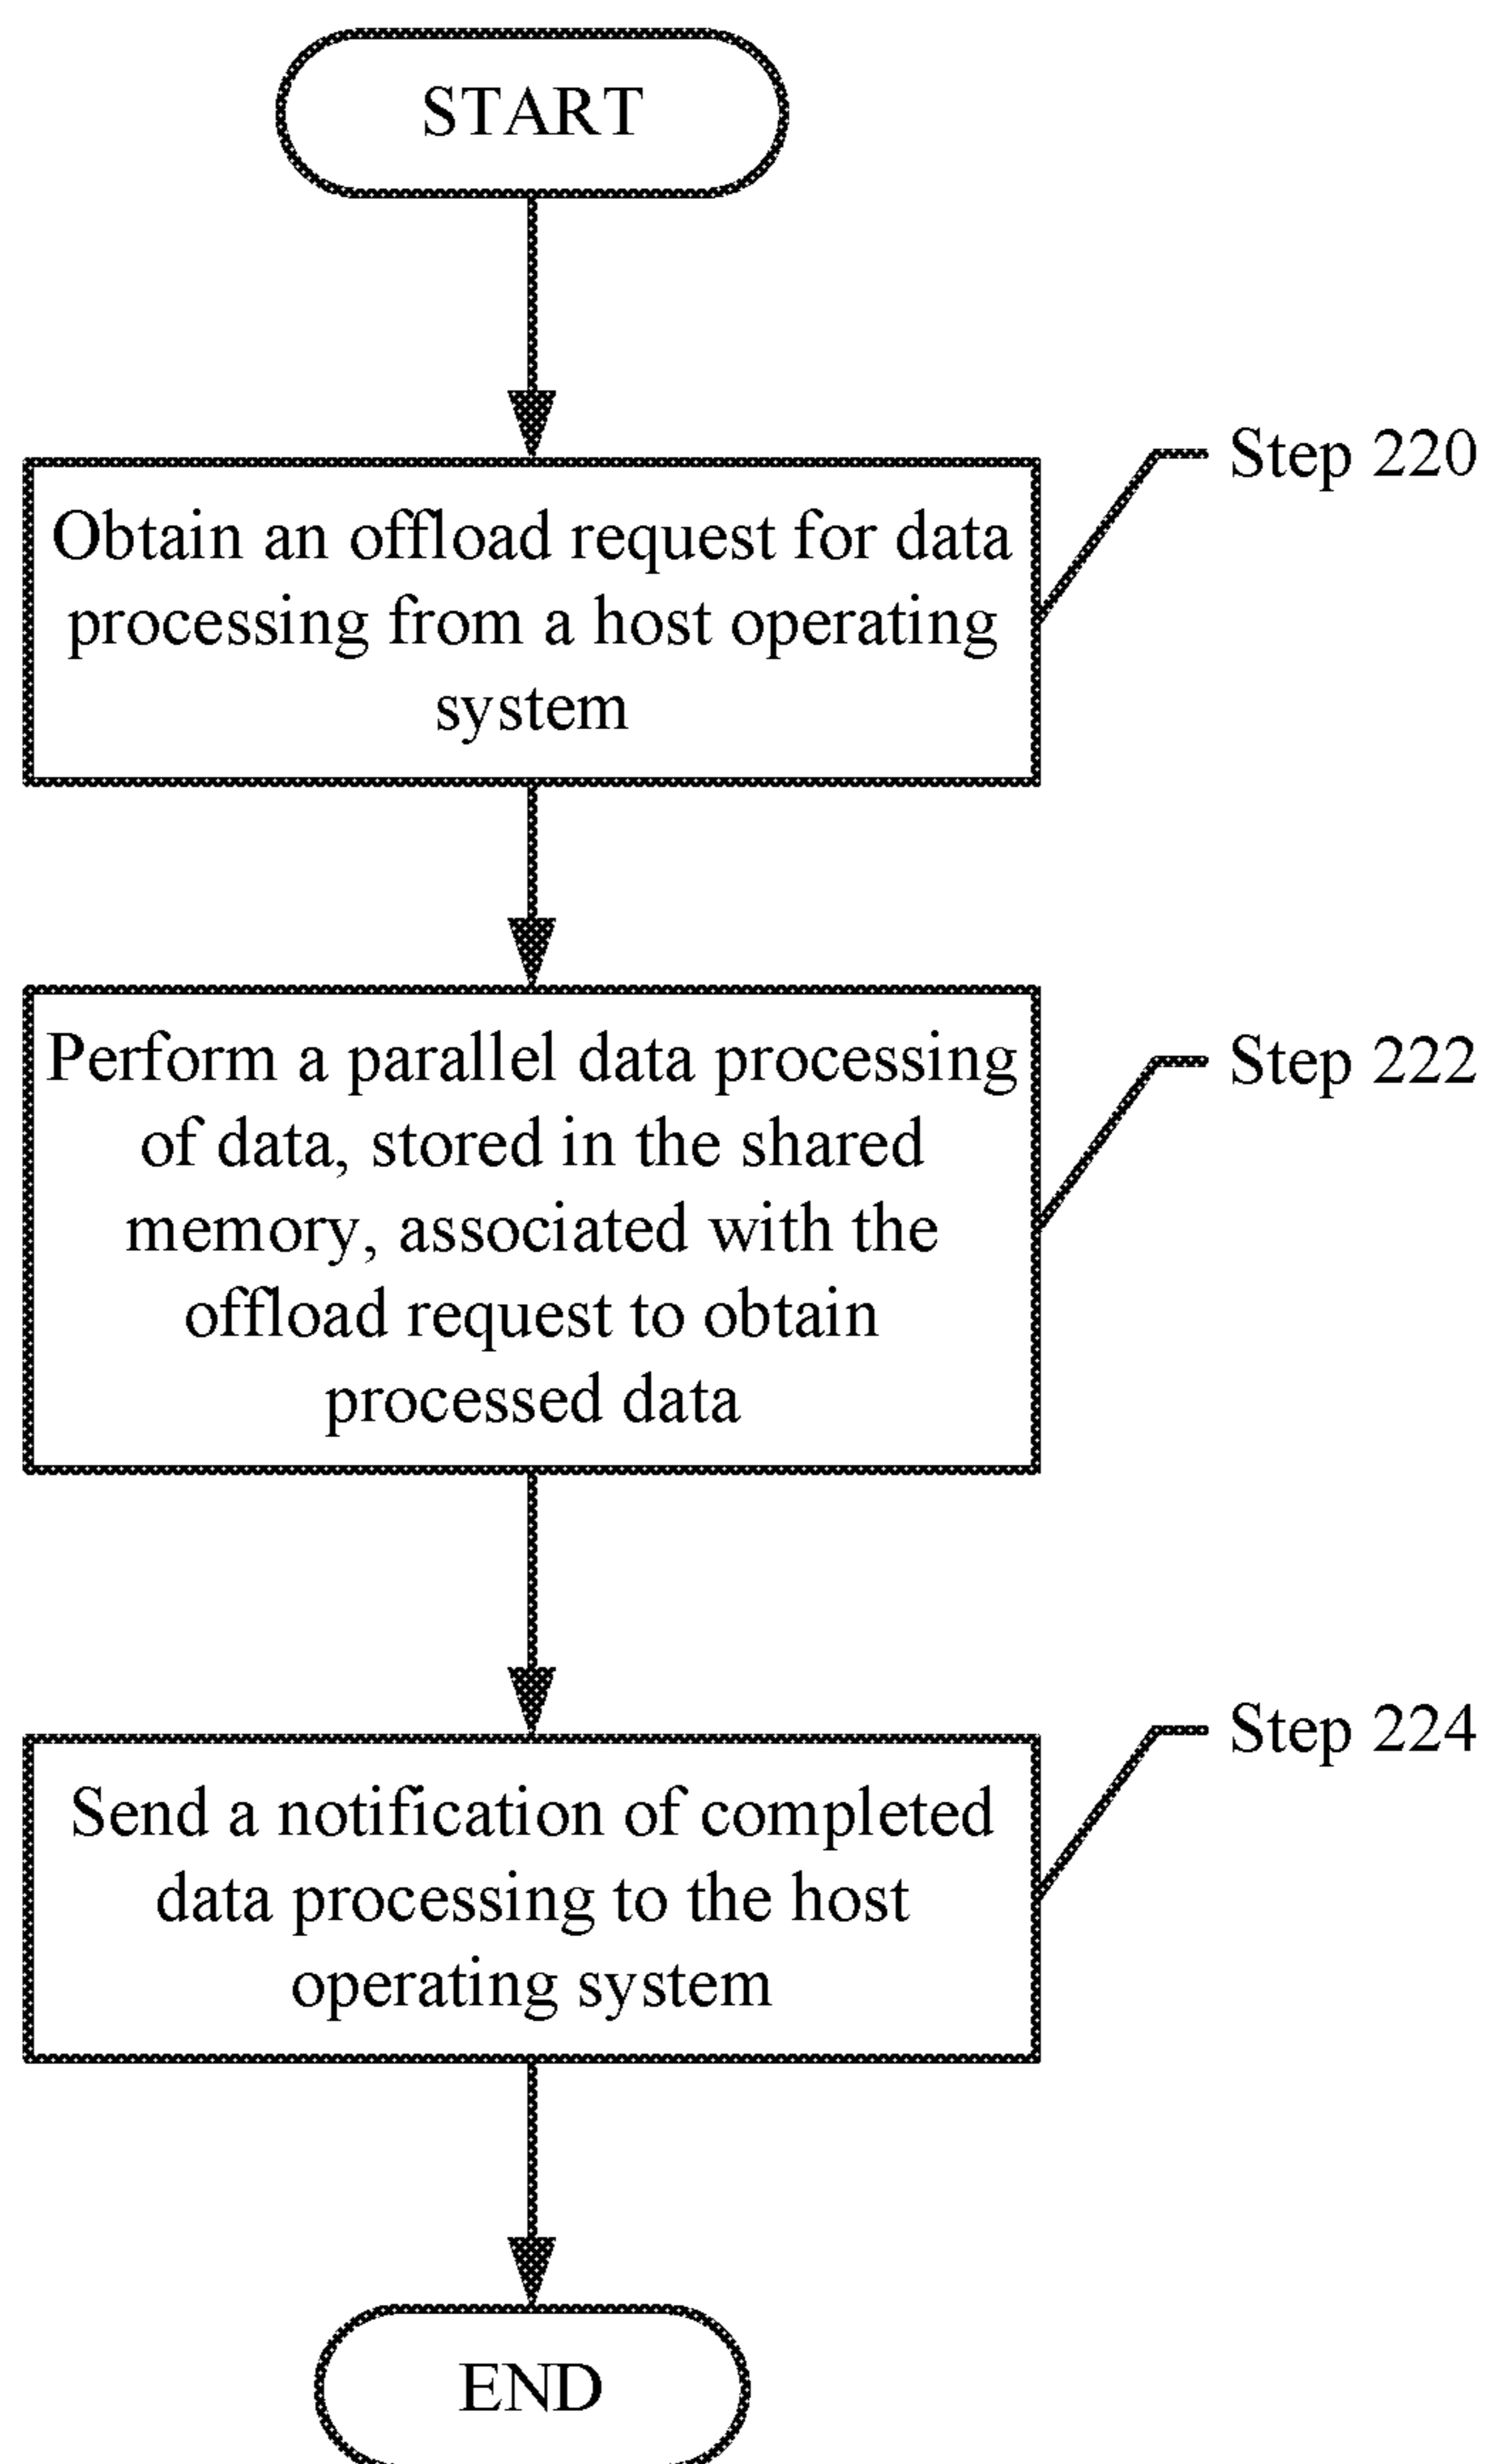 START
Step 220
Obtain an offload request for data
processing from a host operating
system
Step 222
Perform a parallel data processing
of data, stored in the shared
memory, associated with the
offload request to obtain
processed data
Step 224
Send a notification of completed
data processing to the host
operating system
END